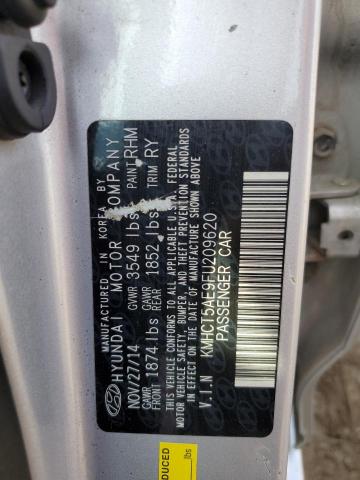 MANUFACTURED BY
IN KOREA
HYUNDAI MOTOR COMPANY
NOV/27/14 GVWR 3549 lbs PAINT RHM
GAWR FRONT 1874 lbs GAWR REAR 1852 lbs TRIM RY
THIS VEHICLE CONFORMS TO ALL APPLICABLE U.S.A. FEDERAL
MOTOR VEHICLE SAFETY, BUMPER, AND THEFT PREVENTION STANDARDS
IN EFFECT ON THE DATE OF MANUFACTURE SHOWN ABOVE.
V.I.N KMHCT5AE9FU209620
PASSENGER CAR
DUCED
lbs